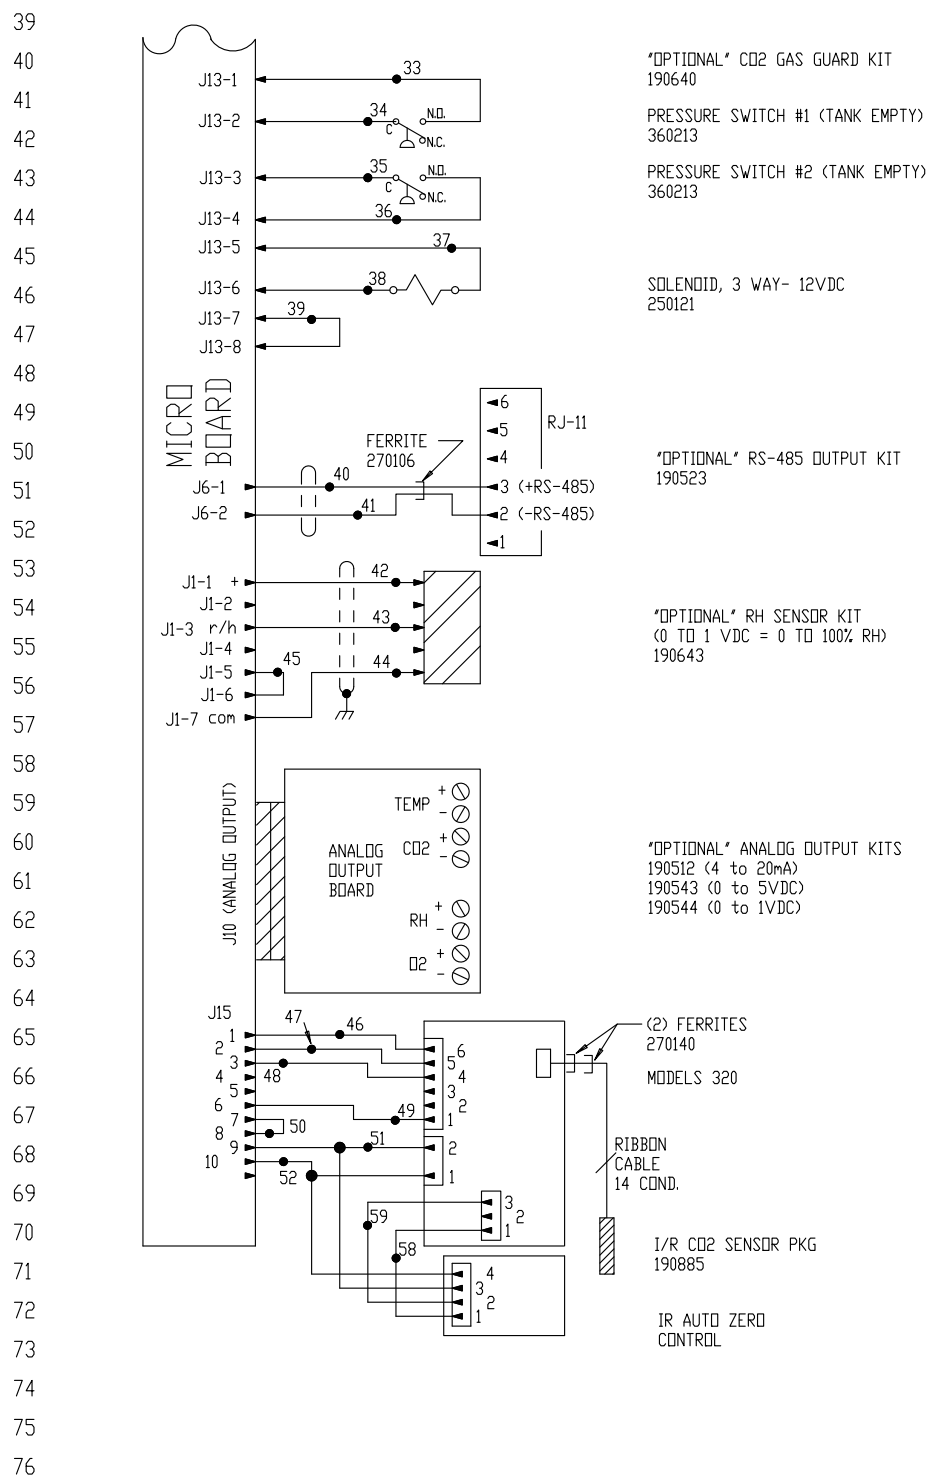 39
40
41
42
43
44
45
46
47
48
49
50
51
52
53
54
55
56
57
58
59
60
61
62
63
64
65
66
67
68
69
70
71
72
73
74
75
76
J13-1
33
J13-2
34
C
N.O.
N.C.
J13-3
35
C
N.O.
N.C.
J13-4
36
J13-5
37
J13-6
38
J13-7
39
J13-8
"OPTIONAL" CO2 GAS GUARD KIT
190640
PRESSURE SWITCH #1 (TANK EMPTY)
360213
PRESSURE SWITCH #2 (TANK EMPTY)
360213
SOLENOID, 3 WAY- 12VDC
250121
MICRO
BOARD
FERRITE
270106
6
5
4
3 (+RS-485)
2 (-RS-485)
1
RJ-11
J6-1
40
J6-2
41
"OPTIONAL" RS-485 OUTPUT KIT
190523
J1-1 +
42
J1-2
J1-3 r/h
43
J1-4
J1-5
45
44
J1-6
J1-7 com
"OPTIONAL" RH SENSOR KIT
(0 TO 1 VDC = 0 TO 100% RH)
190643
J10 (ANALOG OUTPUT)
ANALOG
OUTPUT
BOARD
TEMP
+
-
CO2
+
-
RH
+
-
O2
+
-
"OPTIONAL" ANALOG OUTPUT KITS
190512 (4 to 20mA)
190543 (0 to 5VDC)
190544 (0 to 1VDC)
J15
1
2
3
4
5
6
7
8
9
10
47
46
48
49
50
51
52
6
5
4
3
2
1
2
1
3
2
1
59
58
4
3
2
1
(2) FERRITES
270140
MODELS 320
RIBBON
CABLE
14 COND.
I/R CO2 SENSOR PKG
190885
IR AUTO ZERO
CONTROL